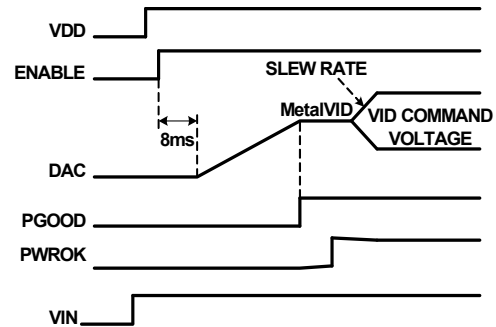 VDD
ENABLE
SLEW RATE
MetalVID
VID COMMAND
VOLTAGE
8ms
DAC
PGOOD
PWROK
VIN